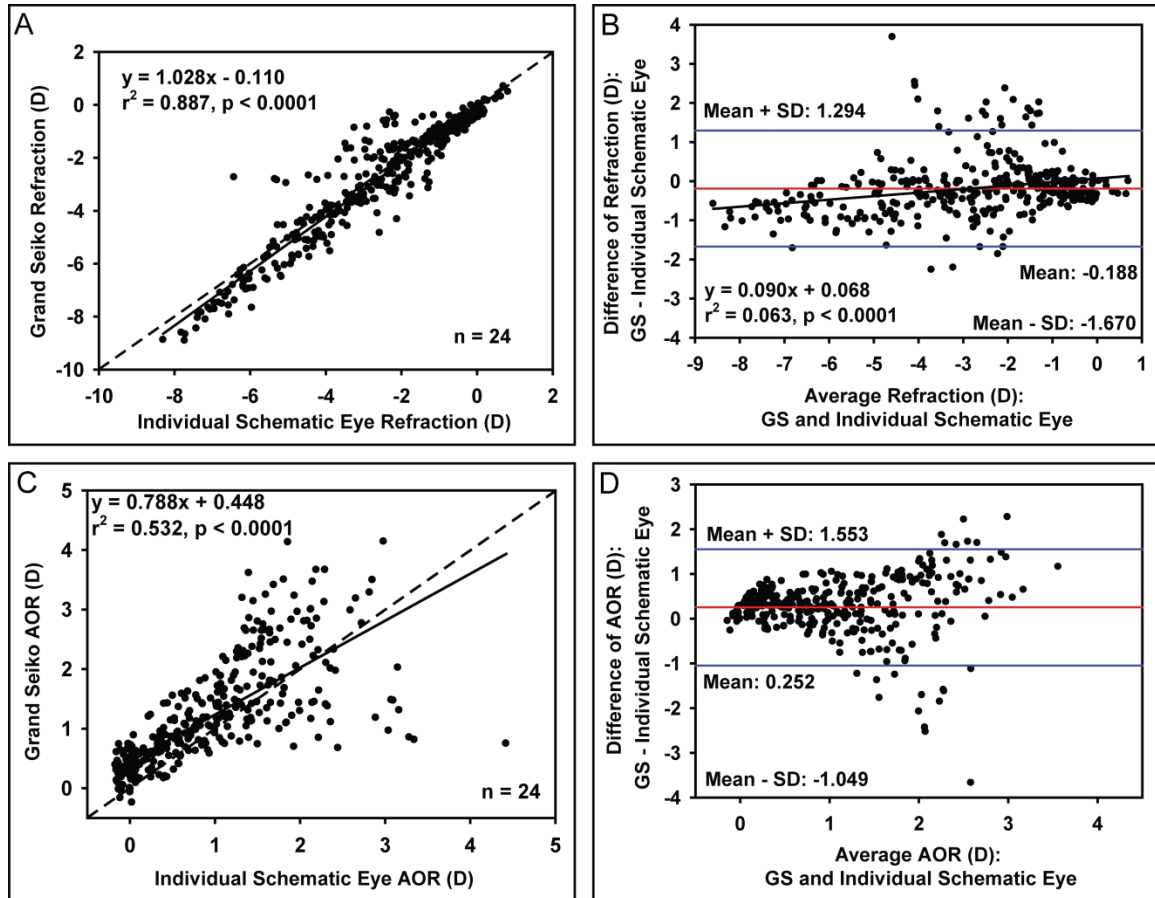 A
y = 1.028x - 0.110
r² = 0.887, p < 0.0001
n = 24
2
0
-2
-4
-6
-8
-10
-10 -8 -6 -4 -2 0 2
Grand Seiko Refraction (D)
Individual Schematic Eye Refraction (D)
B
Mean + SD: 1.294
Mean: -0.188
y = 0.090x + 0.068
r² = 0.063, p < 0.0001
Mean - SD: -1.670
4
3
2
1
0
-1
-2
-3
-4
-9 -8 -7 -6 -5 -4 -3 -2 -1 0 1
Difference of Refraction (D):
GS - Individual Schematic Eye
Average Refraction (D):
GS and Individual Schematic Eye
C
y = 0.788x + 0.448
r² = 0.532, p < 0.0001
n = 24
5
4
3
2
1
0
0 1 2 3 4 5
Grand Seiko AOR (D)
Individual Schematic Eye AOR (D)
D
Mean + SD: 1.553
Mean: 0.252
Mean - SD: -1.049
3
2
1
0
-1
-2
-3
-4
0 1 2 3 4
Difference of AOR (D):
GS - Individual Schematic Eye
Average AOR (D):
GS and Individual Schematic Eye